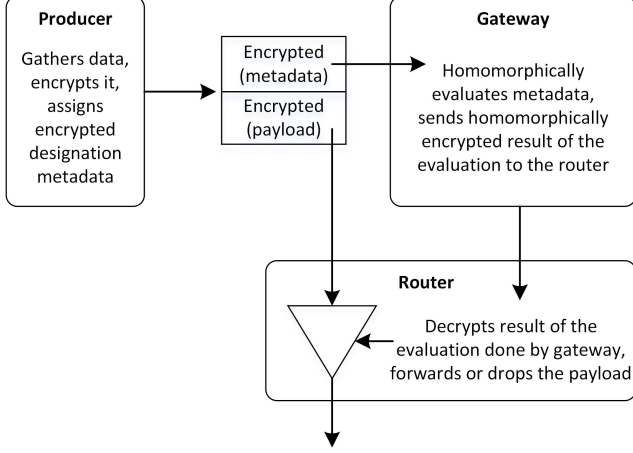 Producer
Gathers data,
encrypts it,
assigns
encrypted
designation
metadata
Encrypted
(metadata)
Encrypted
(payload)
Gateway
Homomorphically
evaluates metadata,
sends homomorphically
encrypted result of the
evaluation to the router
Router
Decrypts result of the
evaluation done by gateway,
forwards or drops the payload